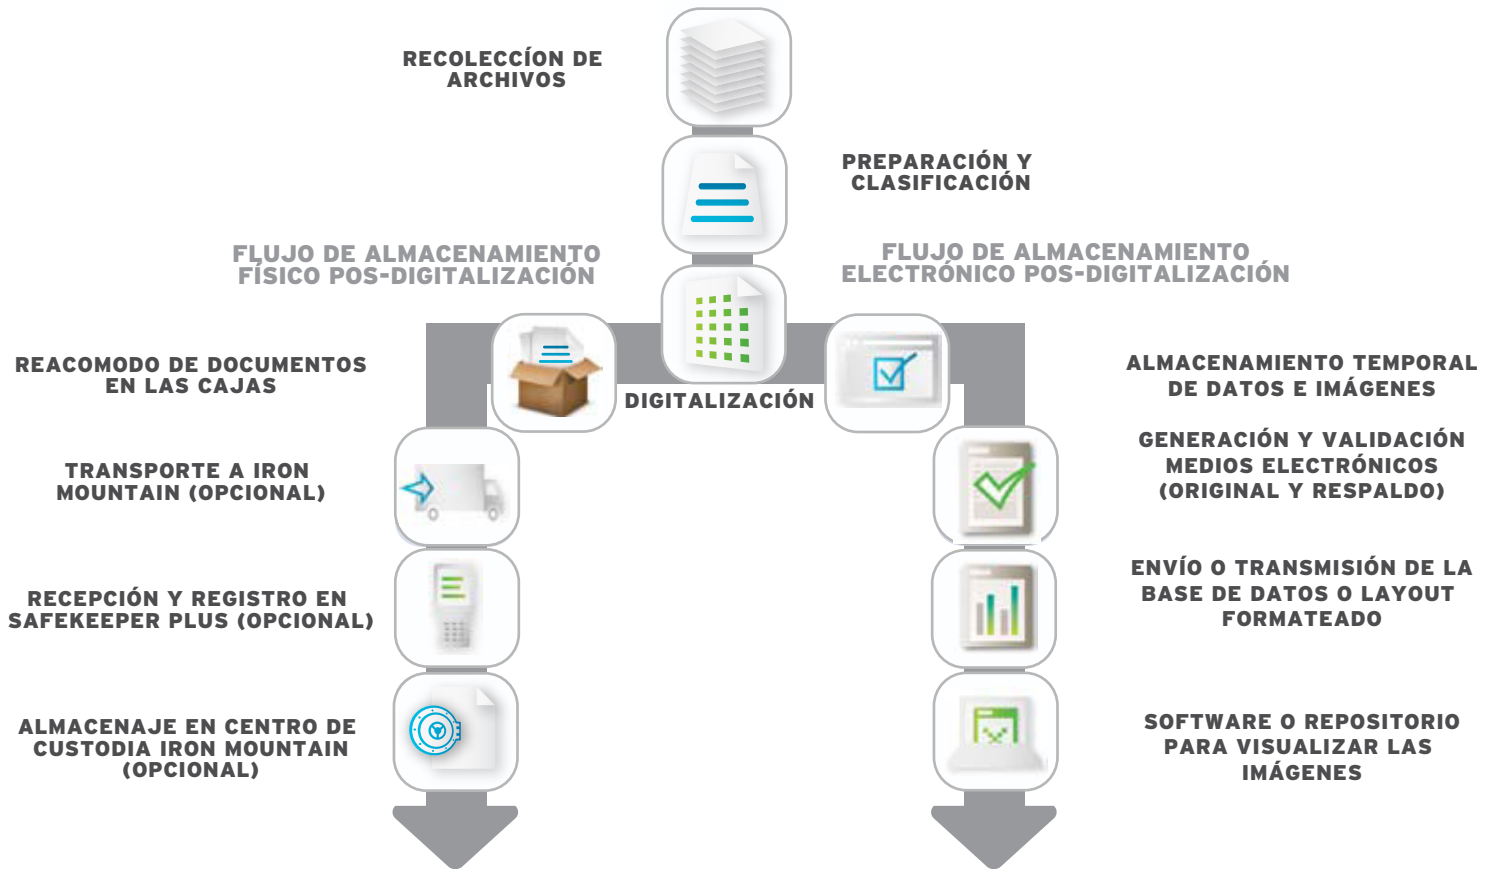 RECOLECCÍON DE
ARCHIVOS
PREPARACIÓN Y
CLASIFICACIÓN
FLUJO DE ALMACENAMIENTO
FÍSICO POS-DIGITALIZACIÓN
FLUJO DE ALMACENAMIENTO
ELECTRÓNICO POS-DIGITALIZACIÓN
DIGITALIZACIÓN
REACOMODO DE DOCUMENTOS
EN LAS CAJAS
TRANSPORTE A IRON
MOUNTAIN (OPCIONAL)
RECEPCIÓN Y REGISTRO EN
SAFEKEEPER PLUS (OPCIONAL)
ALMACENAJE EN CENTRO DE
CUSTODIA IRON MOUNTAIN
(OPCIONAL)
ALMACENAMIENTO TEMPORAL
DE DATOS E IMÁGENES
GENERACIÓN Y VALIDACIÓN
MEDIOS ELECTRÓNICOS
(ORIGINAL Y RESPALDO)
ENVÍO O TRANSMISIÓN DE LA
BASE DE DATOS O LAYOUT
FORMATEADO
SOFTWARE O REPOSITORIO
PARA VISUALIZAR LAS
IMÁGENES